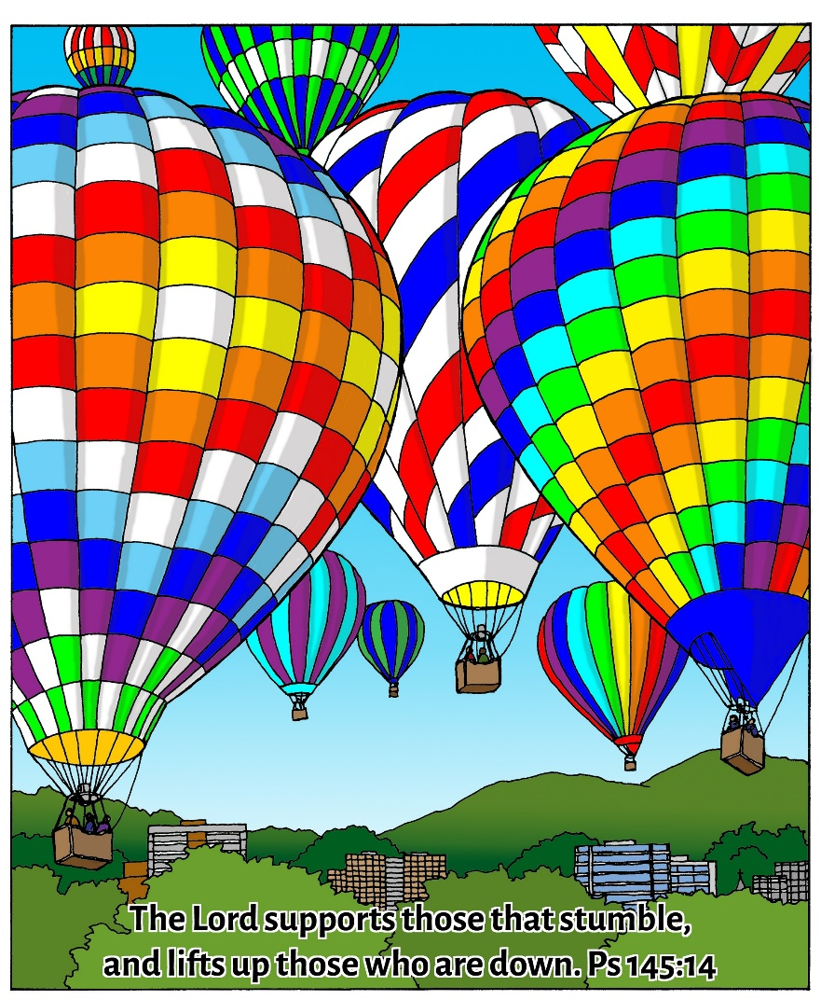 The Lord supports those that stumble,
and lifts up those who are down. Ps 145:14